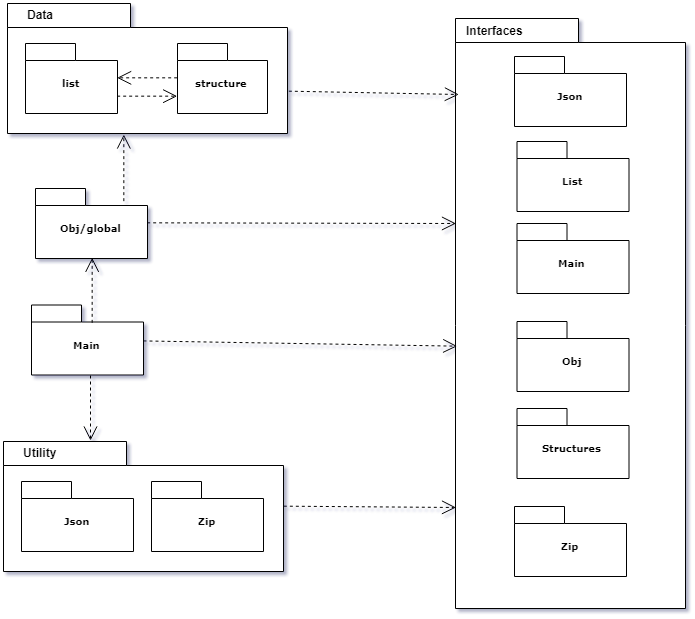 Data
list
structure
Obj/global
Main
Utility
Json
Zip
Interfaces
Json
List
Main
Obj
Structures
Zip